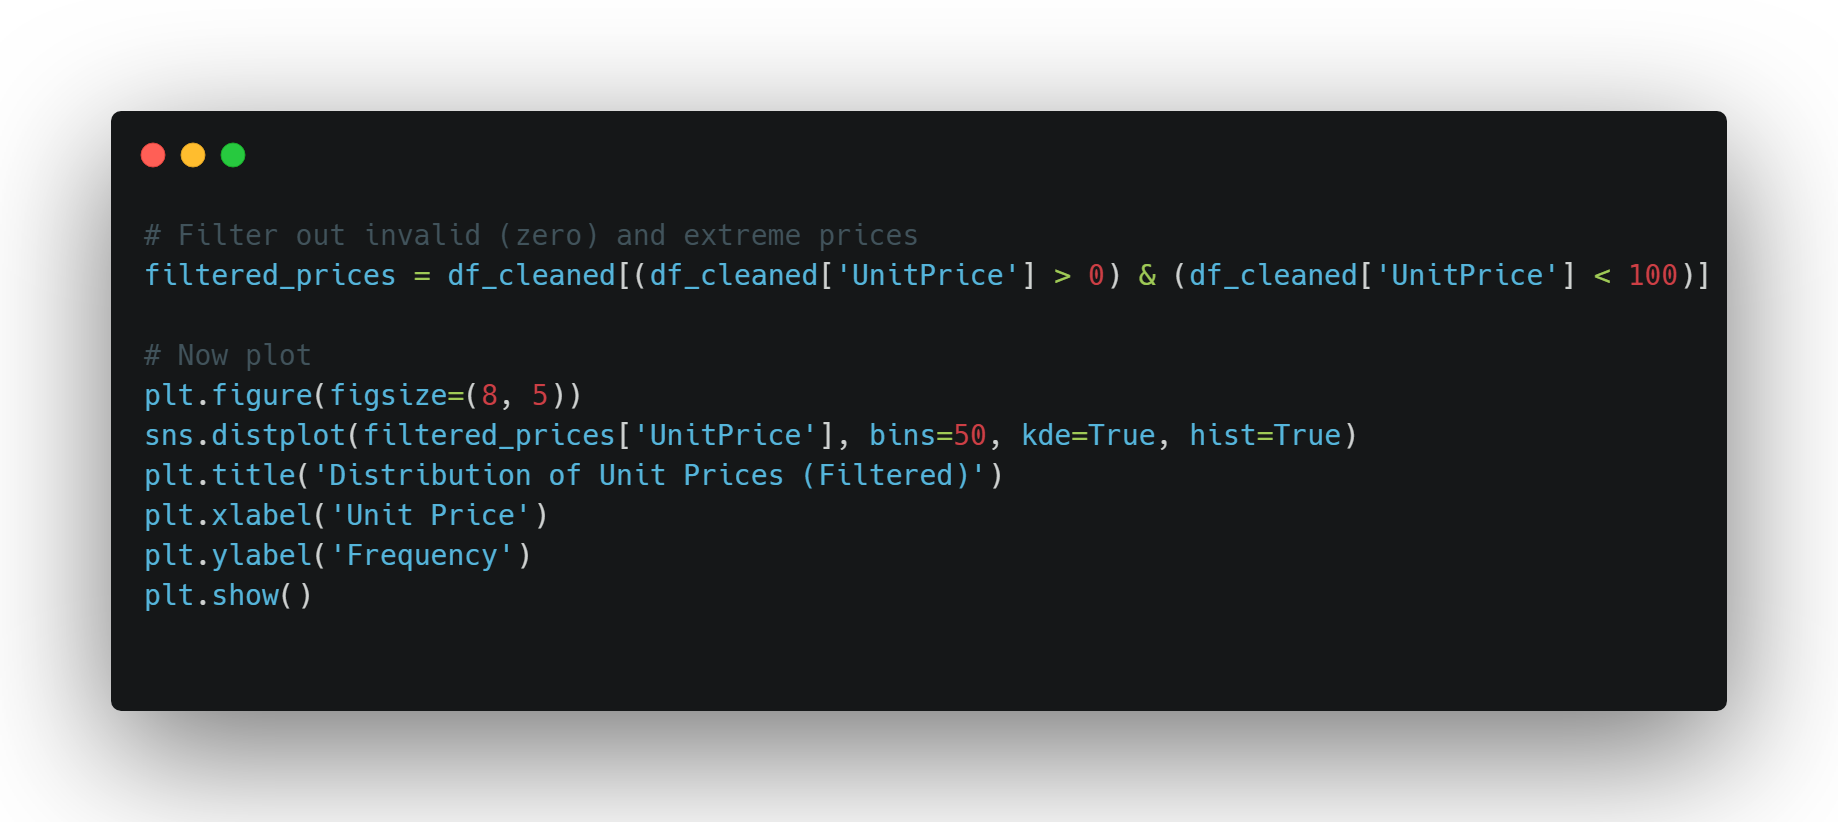 # Filter out invalid (zero) and extreme prices
filtered_prices = df_cleaned[(df_cleaned['UnitPrice'] > 0) & (df_cleaned['UnitPrice'] < 100)]
# Now plot
plt.figure(figsize=(8, 5))
sns.distplot(filtered_prices['UnitPrice'], bins=50, kde=True, hist=True)
plt.title('Distribution of Unit Prices (Filtered)')
plt.xlabel('Unit Price')
plt.ylabel('Frequency')
plt.show()